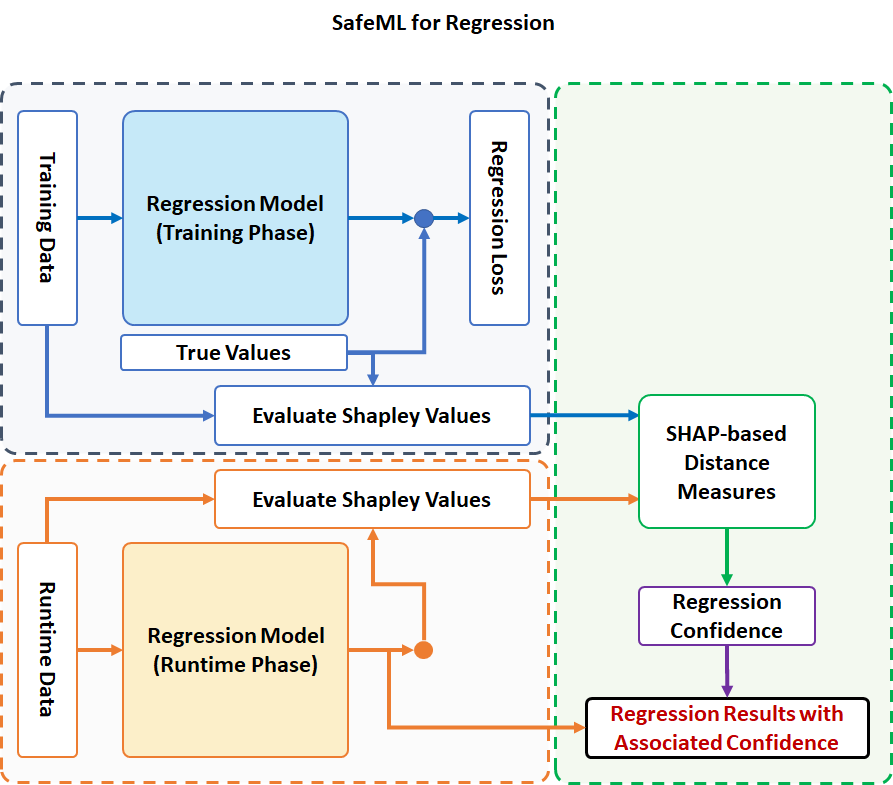 SafeML for Regression
Training Data
Regression Model
(Training Phase)
Regression Loss
True Values
Evaluate Shapley Values
SHAP-based
Distance
Measures
Evaluate Shapley Values
Runtime Data
Regression Model
(Runtime Phase)
Regression
Confidence
Regression Results with
Associated Confidence